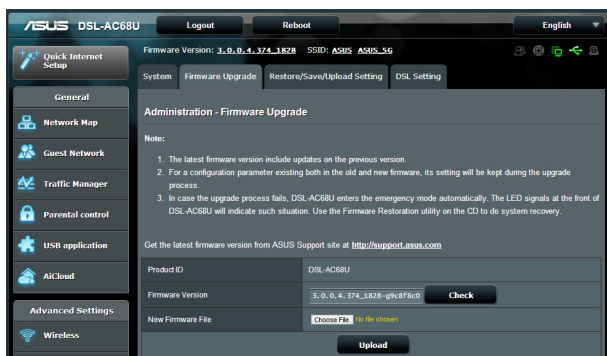 ASUS DSL-AC68U Logout Reboot English
Quick Internet
Setup
Firmware Version: 3.0.0.4.374_1828 SSID: ASUS ASUS_5G
System Firmware Upgrade Restore/Save/Upload Setting DSL Setting
General
Network Map
Guest Network
Traffic Manager
Parental control
USB application
AiCloud
Advanced Settings
Wireless
Administration - Firmware Upgrade
Note:
1. The latest firmware version include updates on the previous version.
2. For a configuration parameter existing both in the old and new firmware, its setting will be kept during the upgrade
process.
3. In case the upgrade process fails, DSL-AC68U enters the emergency mode automatically. The LED signals at the front of
DSL-AC68U will indicate such situation. Use the Firmware Restoration utility on the CD to do system recovery.
Get the latest firmware version from ASUS Support site at http://support.asus.com
Product ID DSL-AC68U
Firmware Version 3.0.0.4.374_1828-g9c8f8c0 Check
New Firmware File Choose File No file chosen
Upload